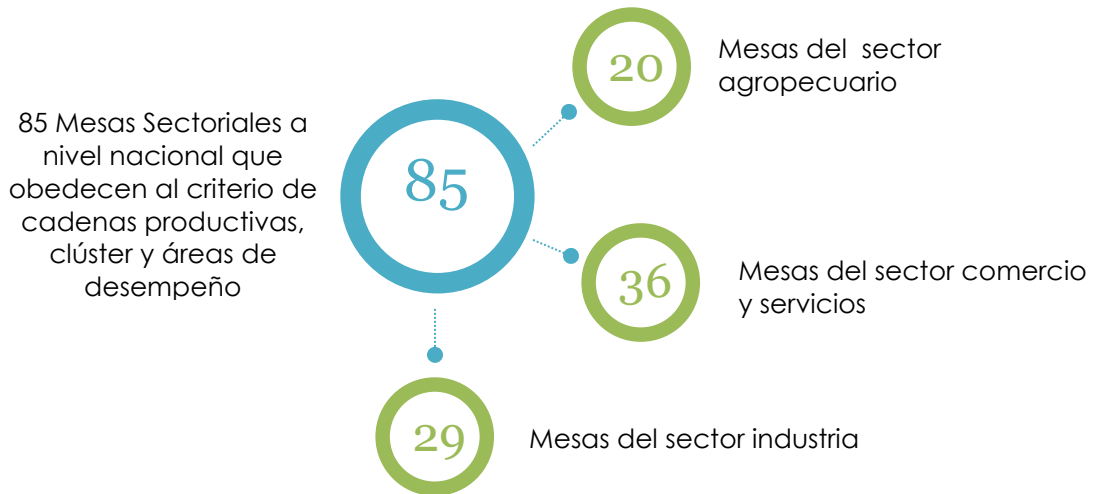 85 Mesas Sectoriales a
nivel nacional que
obedecen al criterio de
cadenas productivas,
clúster y áreas de
desempeño
85
20
Mesas del sector
agropecuario
36
Mesas del sector comercio
y servicios
29
Mesas del sector industria